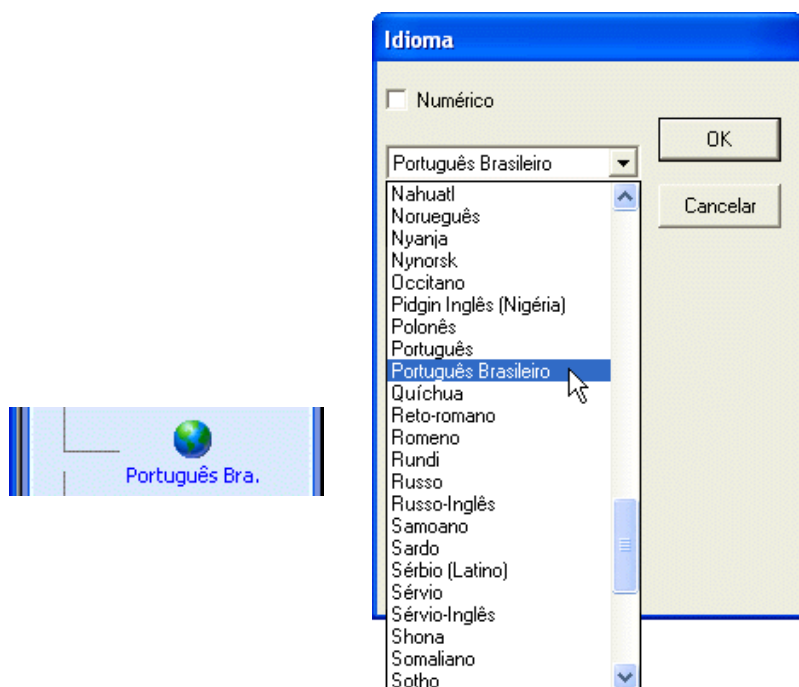 Idioma
Numérico
OK
Português Brasileiro
Cancelar
Nahuatl
Norueguês
Nyanja
Nynorsk
Occitano
Pidgin Inglês (Nigéria)
Polonês
Português
Português Brasileiro
Quíchua
Reto-romano
Romeno
Rundi
Russo
Russo-Inglês
Samoano
Sardo
Sérbio (Latino)
Sérvio
Sérvio-Inglês
Shona
Somaliano
Sotho
Português Bra.